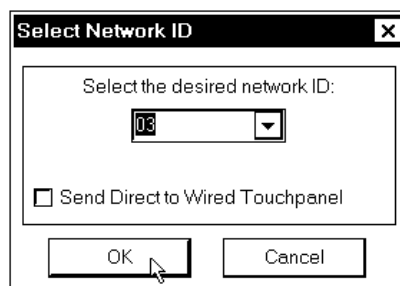 Select Network ID
Select the desired network ID:
03
Send Direct to Wired Touchpanel
OK Cancel